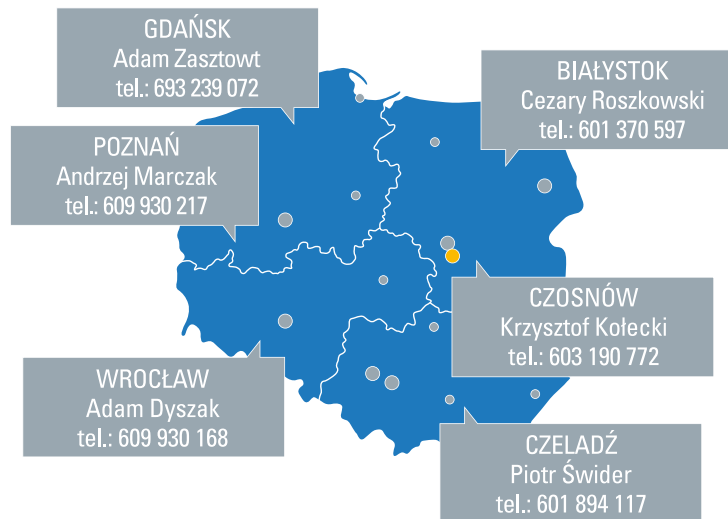 GDAŃSK
Adam Zasztowt
tel.: 693 239 072
BIAŁYSTOK
Cezary Roszkowski
tel.: 601 370 597
POZNAŃ
Andrzej Marczak
tel.: 609 930 217
CZOSNÓW
Krzysztof Kołecki
tel.: 603 190 772
WROCŁAW
Adam Dyszak
tel.: 609 930 168
CZELADŹ
Piotr Świder
tel.: 601 894 117